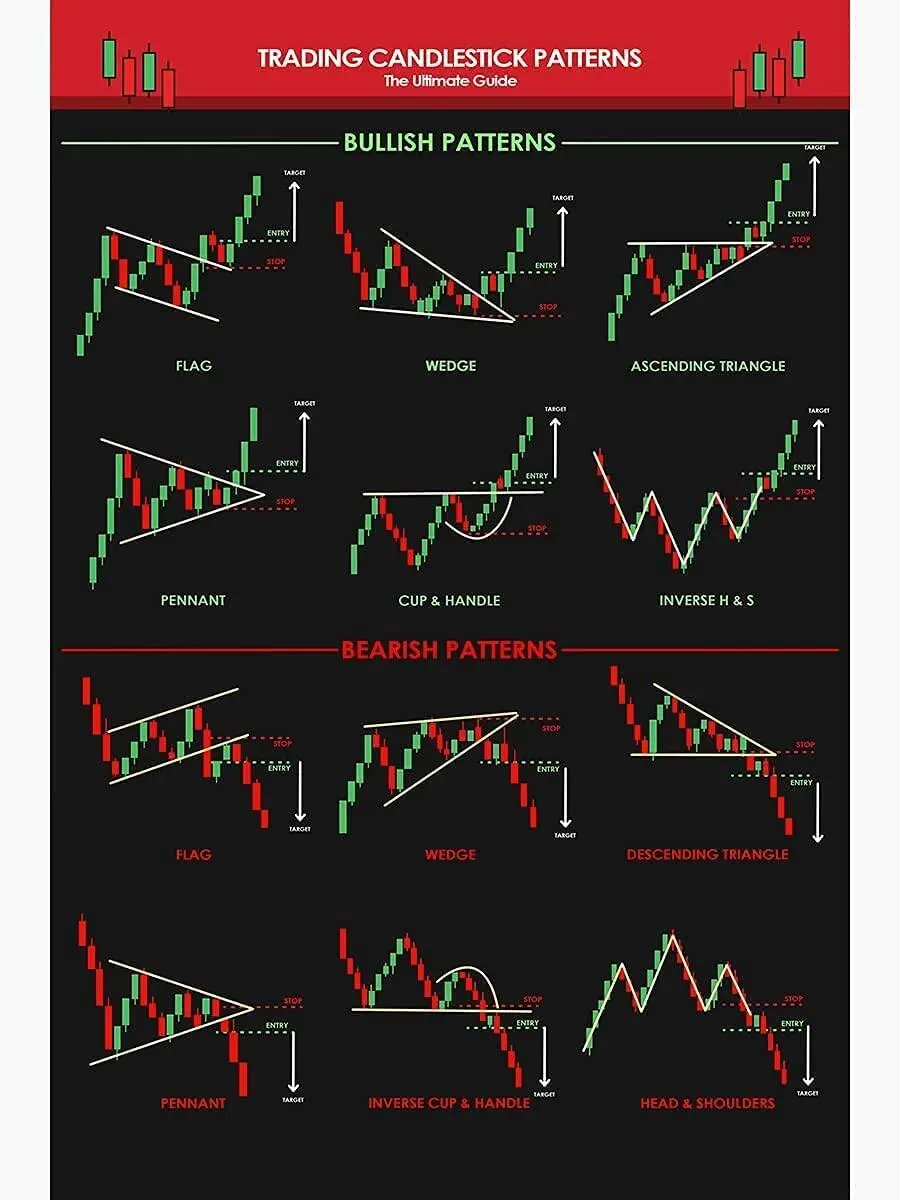 TRADING CANDLESTICK PATTERNS
The Ultimate Guide
BULLISH PATTERNS
TARGET
ENTRY
STOP
FLAG
TARGET
ENTRY
STOP
WEDGE
TARGET
ENTRY
STOP
ASCENDING TRIANGLE
TARGET
ENTRY
STOP
PENNANT
TARGET
ENTRY
STOP
CUP & HANDLE
TARGET
ENTRY
STOP
INVERSE H & S
BEARISH PATTERNS
STOP
ENTRY
TARGET
FLAG
STOP
ENTRY
TARGET
WEDGE
STOP
ENTRY
DESCENDING TRIANGLE
STOP
ENTRY
TARGET
PENNANT
STOP
ENTRY
TARGET
INVERSE CUP & HANDLE
STOP
ENTRY
TARGET
HEAD & SHOULDERS